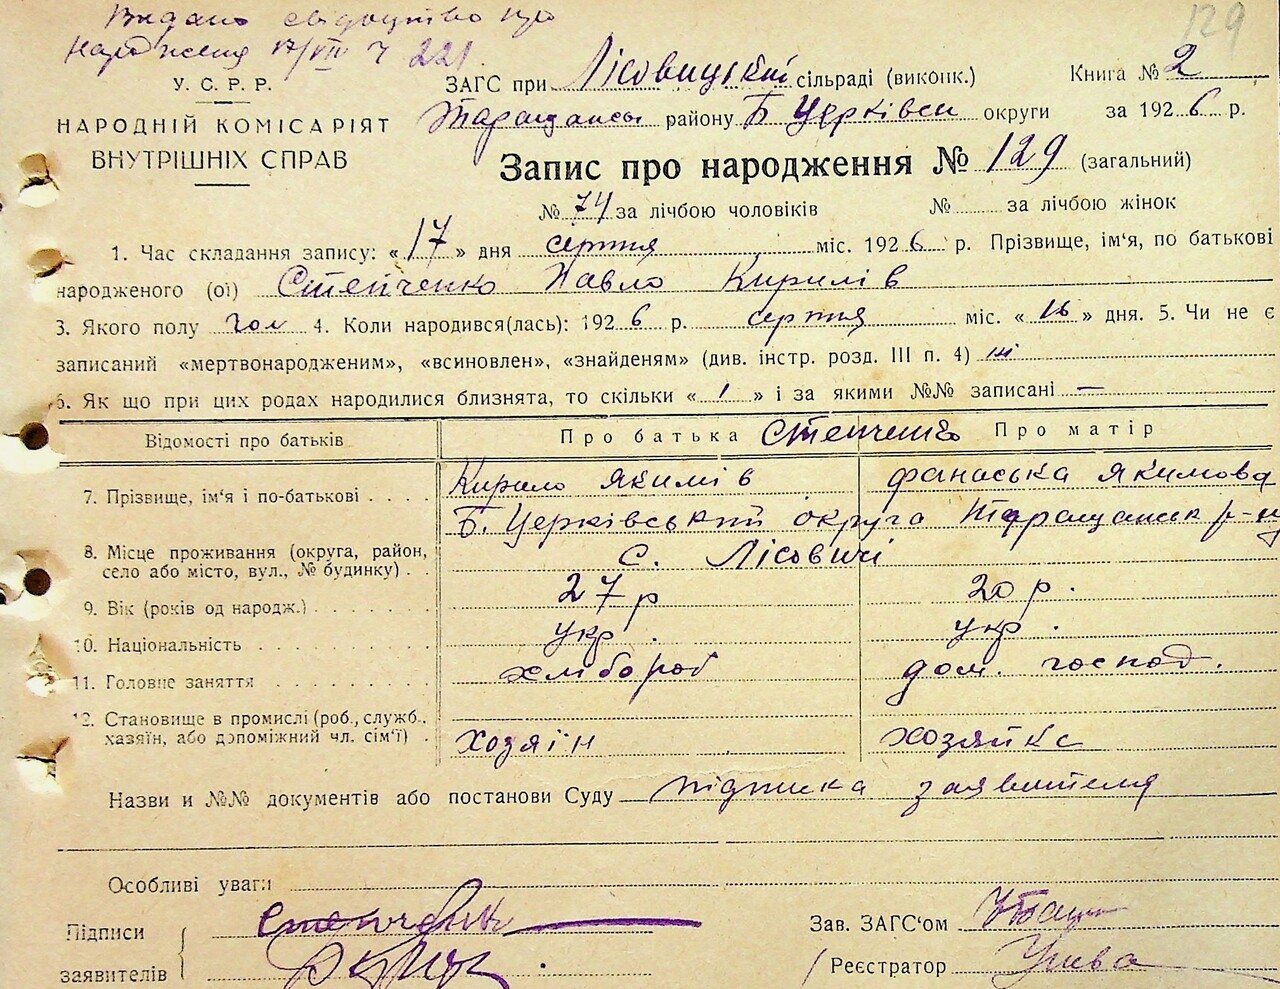 129
Видано свідоцтво про
народження 17/VIII Ч 221.
У. С. Р. Р.
НАРОДНІЙ КОМІСАРІЯТ
ВНУТРІШНІХ СПРАВ
ЗАГС при Лісовицькій сільраді (виконк.) Книга № 2
Таращанськ району Б Церківськ округи за 1926 р.
Запис про народження № 129 (загальний)
№ 74 за лічбою чоловіків № за лічбою жінок
1. Час складання запису: «17» дня серпня міс. 1926 р. Прізвище, ім'я, по батькові
народженого (ої) Степченко Павло Кирилів
3. Якого полу чол 4. Коли народився(лась): 1926 р. серпня міс. «16» дня. 5. Чи не є
записаний «мертвонародженим», «всиновлен», «знайденям» (див. інстр. розд. III п. 4) ні
6. Як що при цих родах народилися близнята, то скільки «1» і за якими №№ записані —
Відомості про батьків Про батька Степченко Про матір
7. Прізвище, ім'я і по-батькові . . . . Кирило Якимів Фанаська Якимова
Б. Церківський округа Таращанськ р-н
8. Місце проживання (округа, район,
село або місто, вул., № будинку) . . с. Лісовичі
9. Вік (років од народж.) 27 р 20 р.
10. Національність укр. укр.
11. Головне заняття хлібороб дом. господ.
12. Становище в промислі (роб., служб.,
хазяїн, або допоміжний чл. сім'ї) . хозяїн хозяйка
Назви и №№ документів або постанови Суду підписка заявителя
Особливі уваги
Підписи Степченко Зав. ЗАГС'ом
заявителів Реєстратор